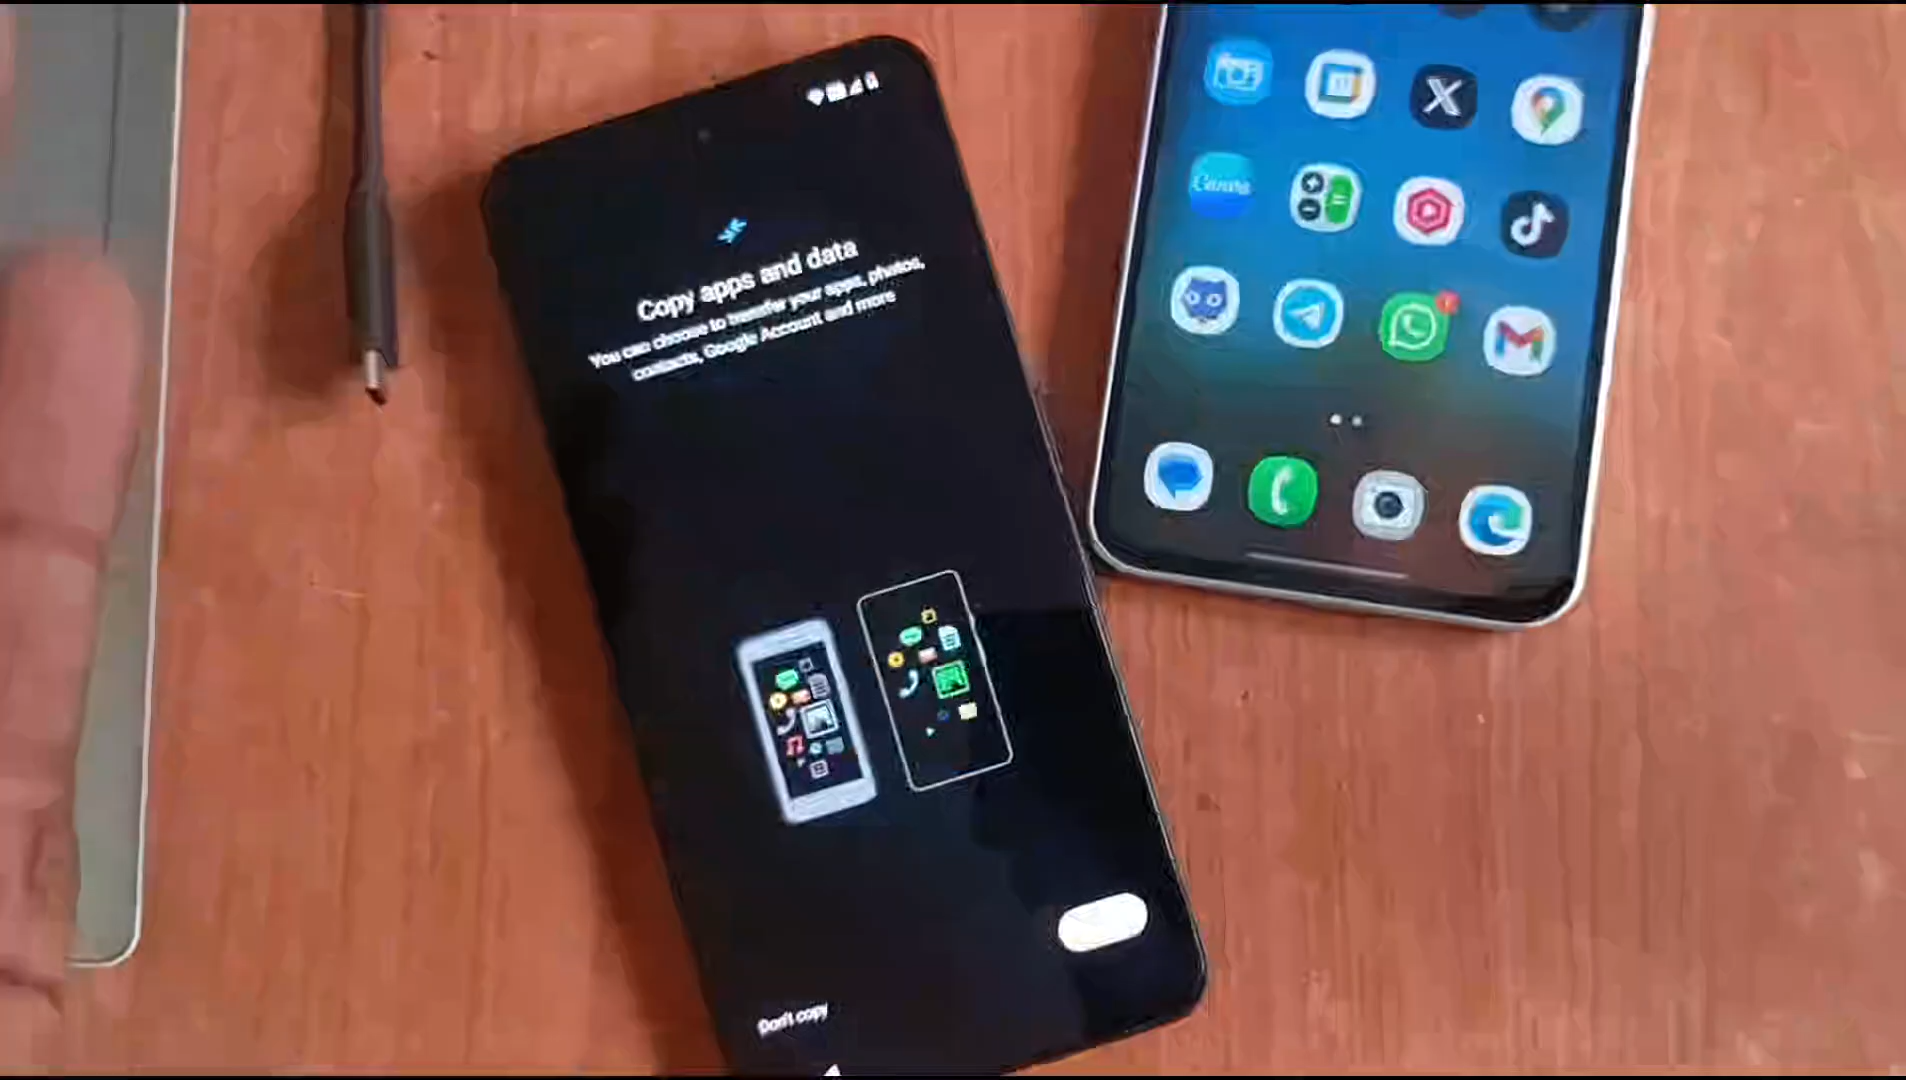 Copy apps and data
You can choose to transfer your apps, photos,
contacts, Google Account and more
Don't copy
Canva